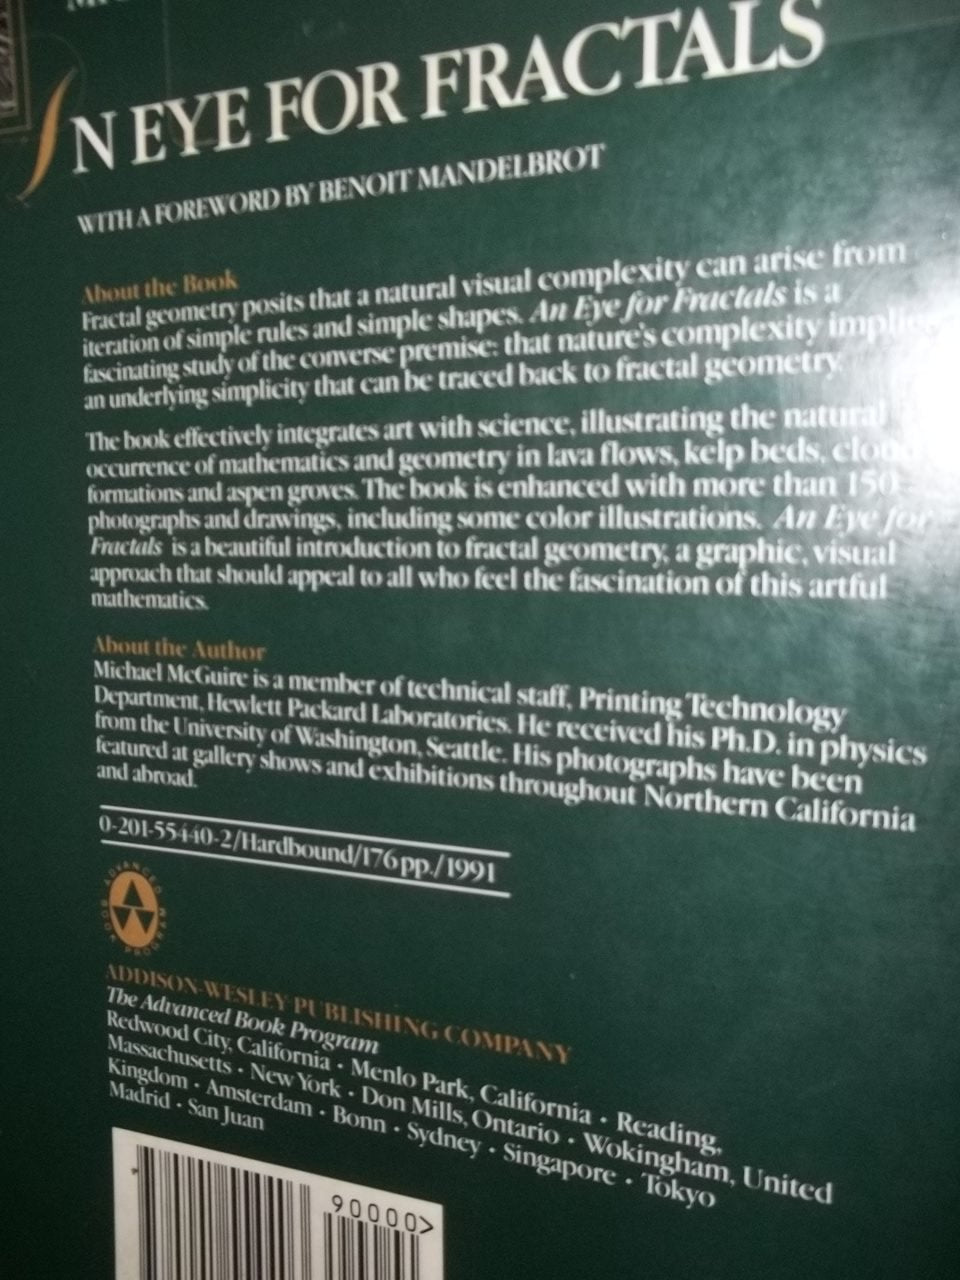 N EYE FOR FRACTALS
WITH A FOREWORD BY BENOIT MANDELBROT
About the Book
Fractal geometry posits that a natural visual complexity can arise from
iteration of simple rules and simple shapes. An Eye for Fractals is a
fascinating study of the converse premise: that nature's complexity implies
an underlying simplicity that can be traced back to fractal geometry.
The book effectively integrates art with science, illustrating the natural
occurrence of mathematics and geometry in lava flows, kelp beds, cloud
formations and aspen groves. The book is enhanced with more than 150
photographs and drawings, including some color illustrations. An Eye for
Fractals is a beautiful introduction to fractal geometry, a graphic, visual
approach that should appeal to all who feel the fascination of this artful
mathematics.
About the Author
Michael McGuire is a member of technical staff, Printing Technology
Department, Hewlett Packard Laboratories. He received his Ph.D. in physics
from the University of Washington, Seattle. His photographs have been
featured at gallery shows and exhibitions throughout Northern California
and abroad.
0-201-55440-2/Hardbound/176 pp./1991
ADVANCED BOOK PROGRAM
ADDISON-WESLEY PUBLISHING COMPANY
The Advanced Book Program
Redwood City, California · Menlo Park, California · Reading,
Massachusetts · New York · Don Mills, Ontario · Wokingham, United
Kingdom · Amsterdam · Bonn · Sydney · Singapore · Tokyo
Madrid · San Juan
90000>